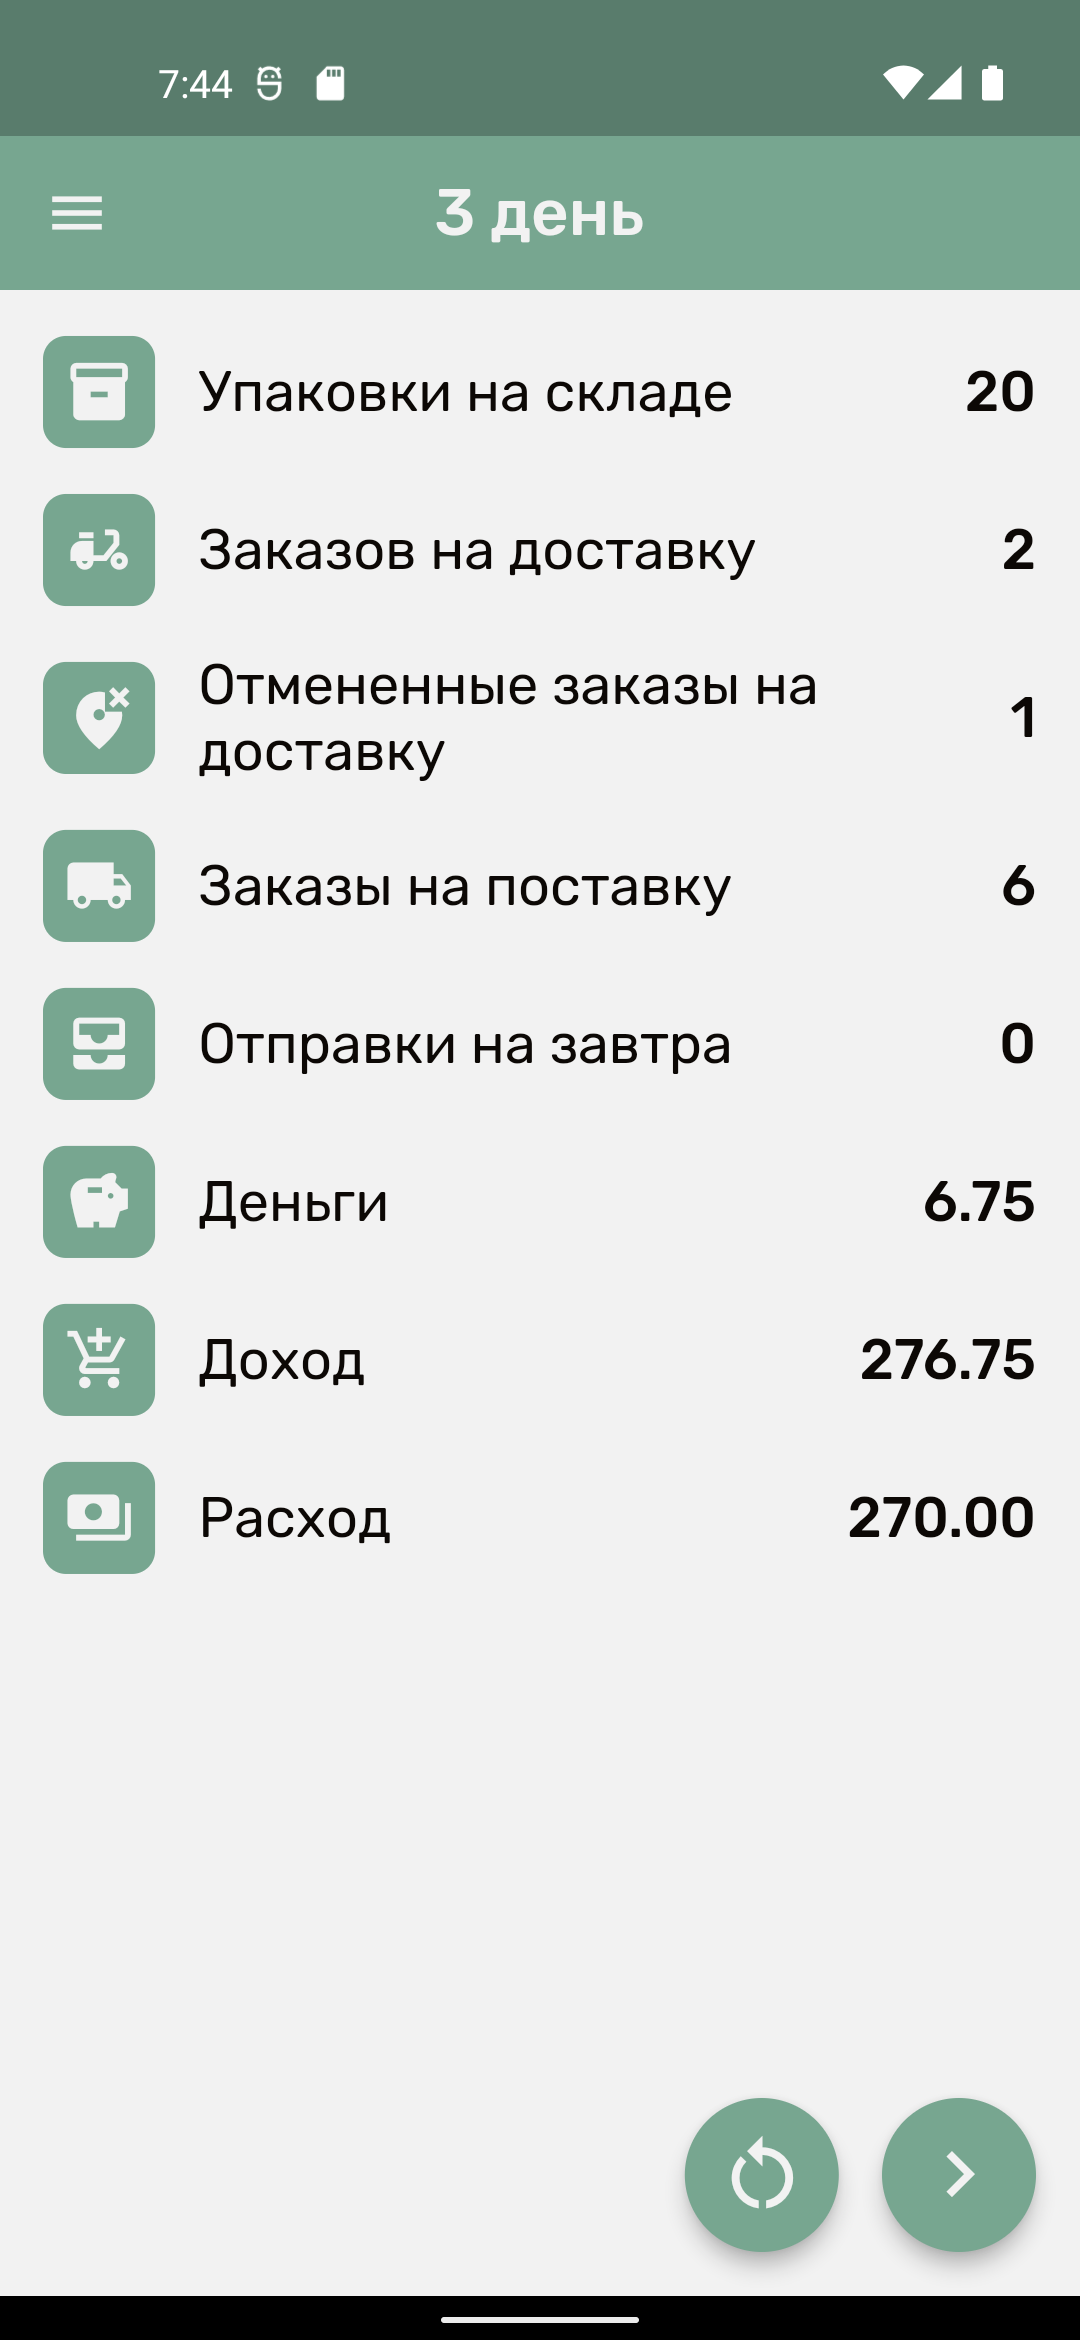 7:44
3 день
Упаковки на складе 20
Заказов на доставку 2
Отмененные заказы на
доставку 1
Заказы на поставку 6
Отправки на завтра 0
Деньги 6.75
Доход 276.75
Расход 270.00